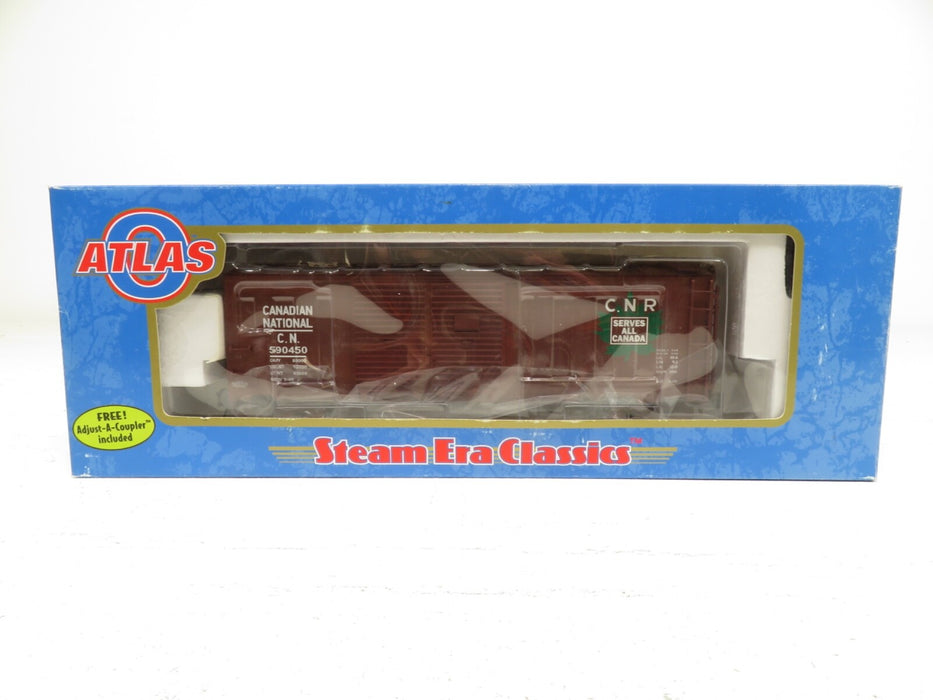 ATLAS
O
CANADIAN
NATIONAL
C.N.
590450
C.N R
SERVES
ALL
CANADA
FREE!
Adjust-A-Coupler™
included
Steam Era Classics™